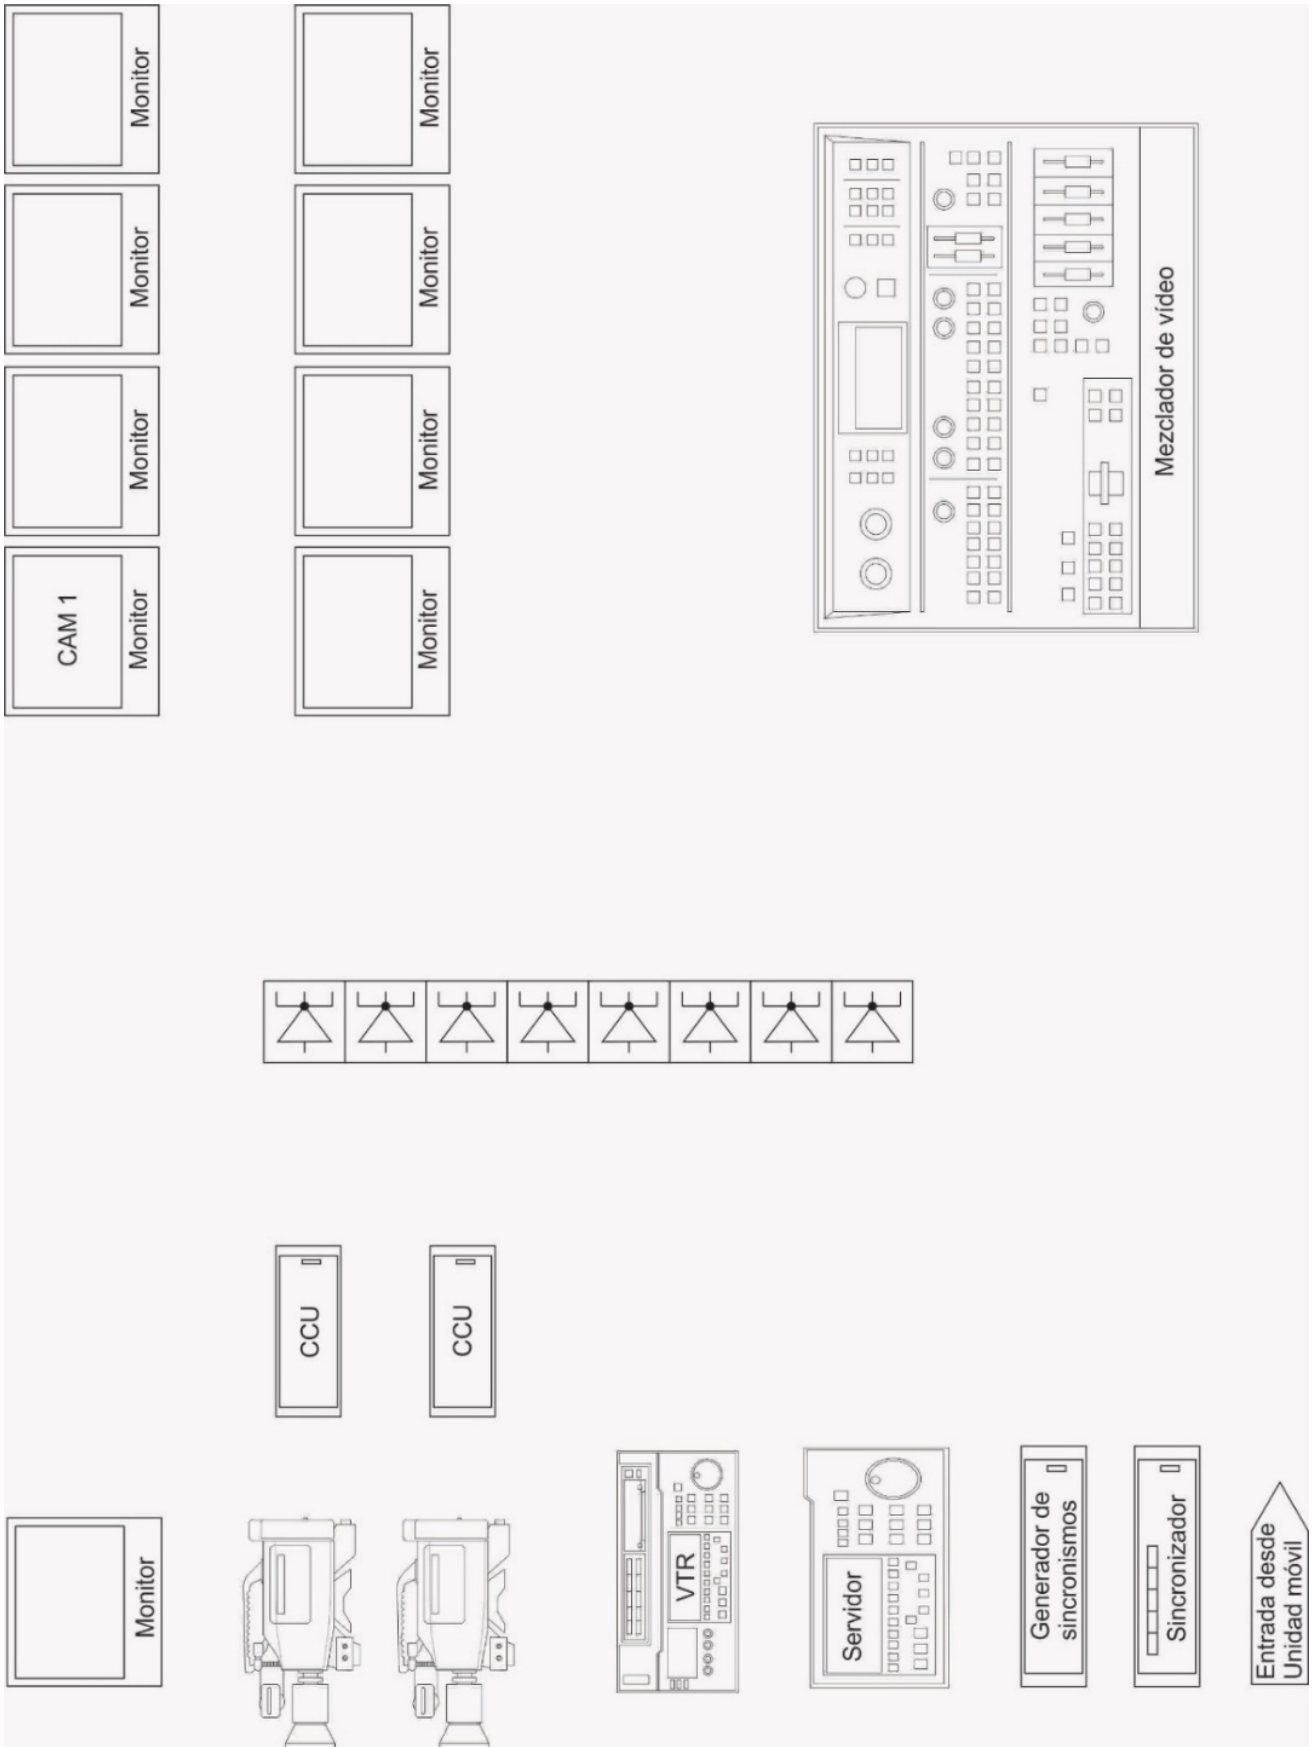 Monitor
Monitor
Monitor
Monitor
Monitor
Monitor
CAM 1
Monitor
Monitor
Mezclador de vídeo
CCU
CCU
Monitor
VTR
Servidor
Generador de
sincronismos
Sincronizador
Entrada desde
Unidad móvil